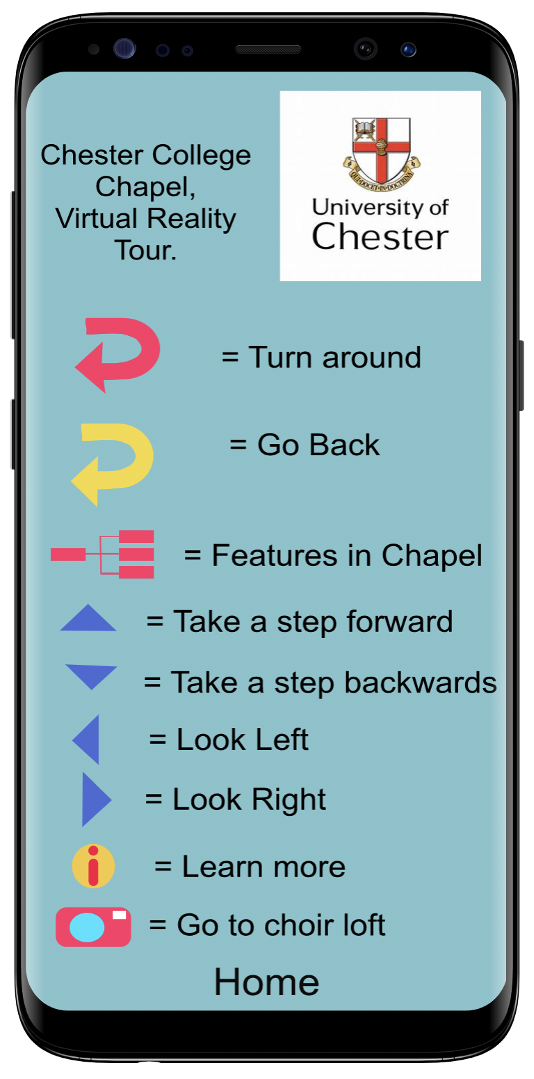 Chester College
Chapel,
Virtual Reality
Tour.
University of
Chester
= Turn around
= Go Back
= Features in Chapel
= Take a step forward
= Take a step backwards
= Look Left
= Look Right
= Learn more
= Go to choir loft
Home